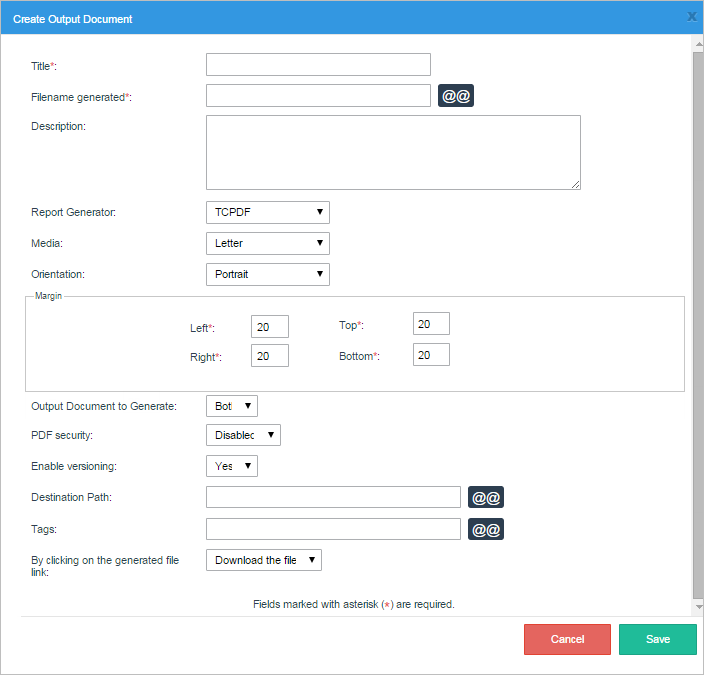 Create Output Document x
Title*:
Filename generated*: @@
Description:
Report Generator: TCPDF
Media: Letter
Orientation: Portrait
Margin
Left*: 20 Top*: 20
Right*: 20 Bottom*: 20
Output Document to Generate: Bot
PDF security: Disabled
Enable versioning: Yes
Destination Path: @@
Tags: @@
By clicking on the generated file Download the file
link:
Fields marked with asterisk (*) are required.
Cancel Save